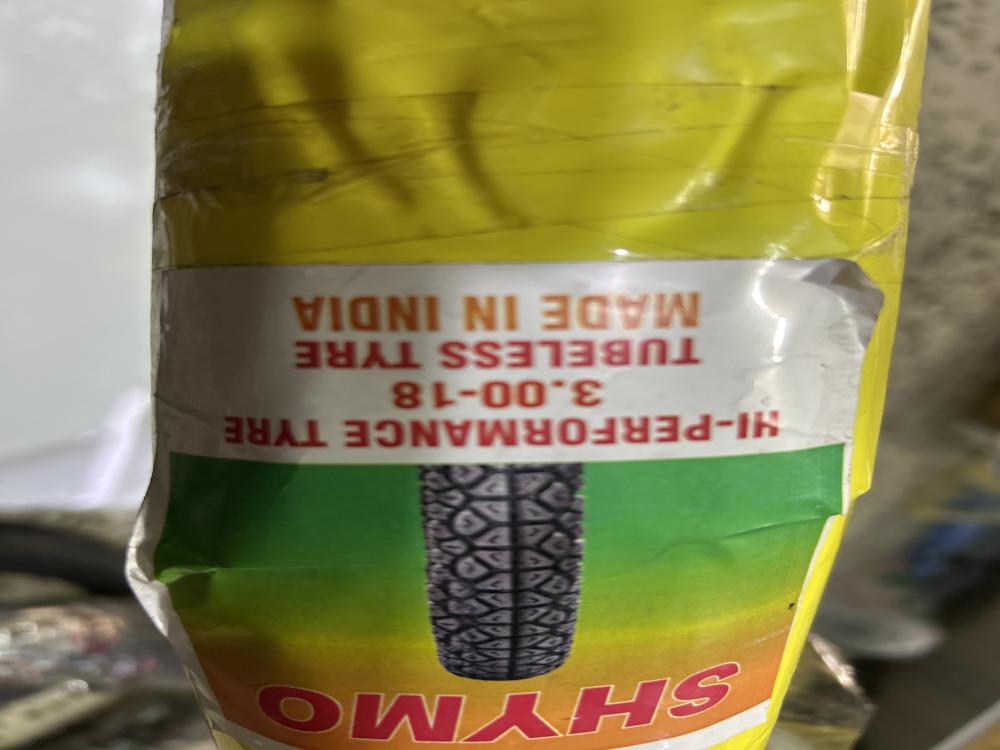 SHYMO
HI-PERFORMANCE TYRE
3.00-18
TUBELESS TYRE
MADE IN INDIA